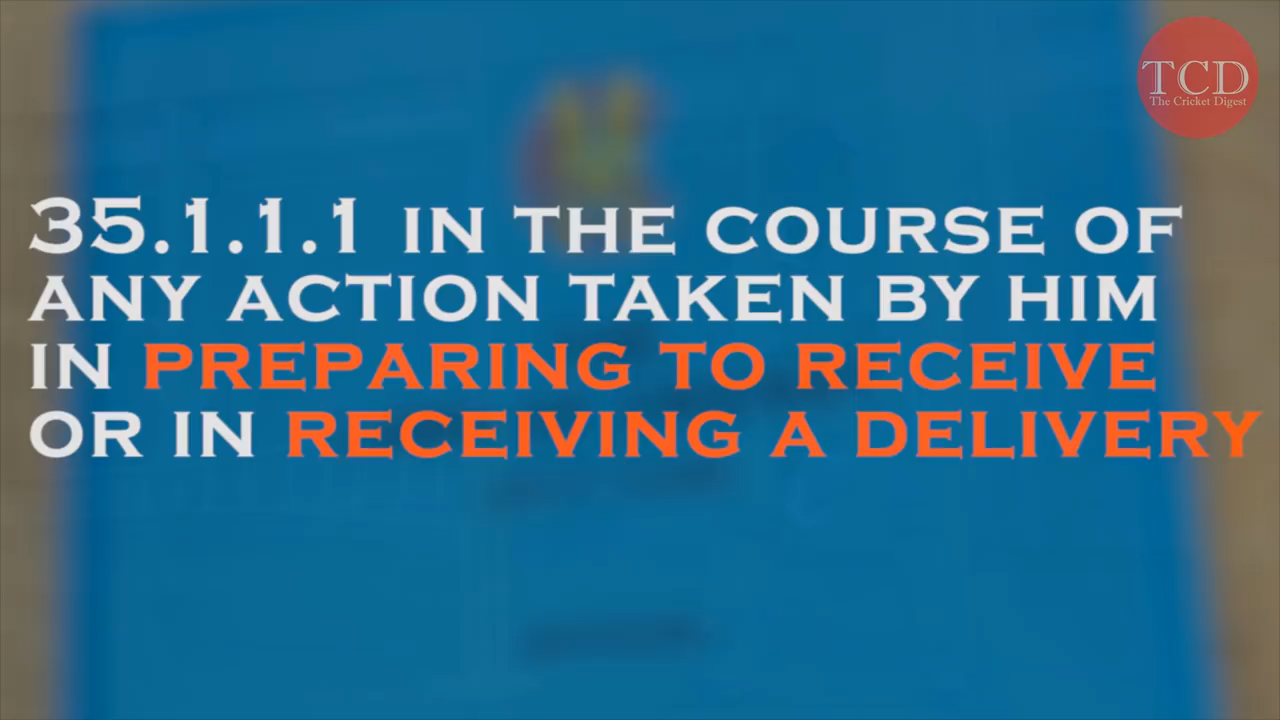 TCD
The Cricket Digest
35.1.1.1 IN THE COURSE OF
ANY ACTION TAKEN BY HIM
IN PREPARING TO RECEIVE
OR IN RECEIVING A DELIVERY